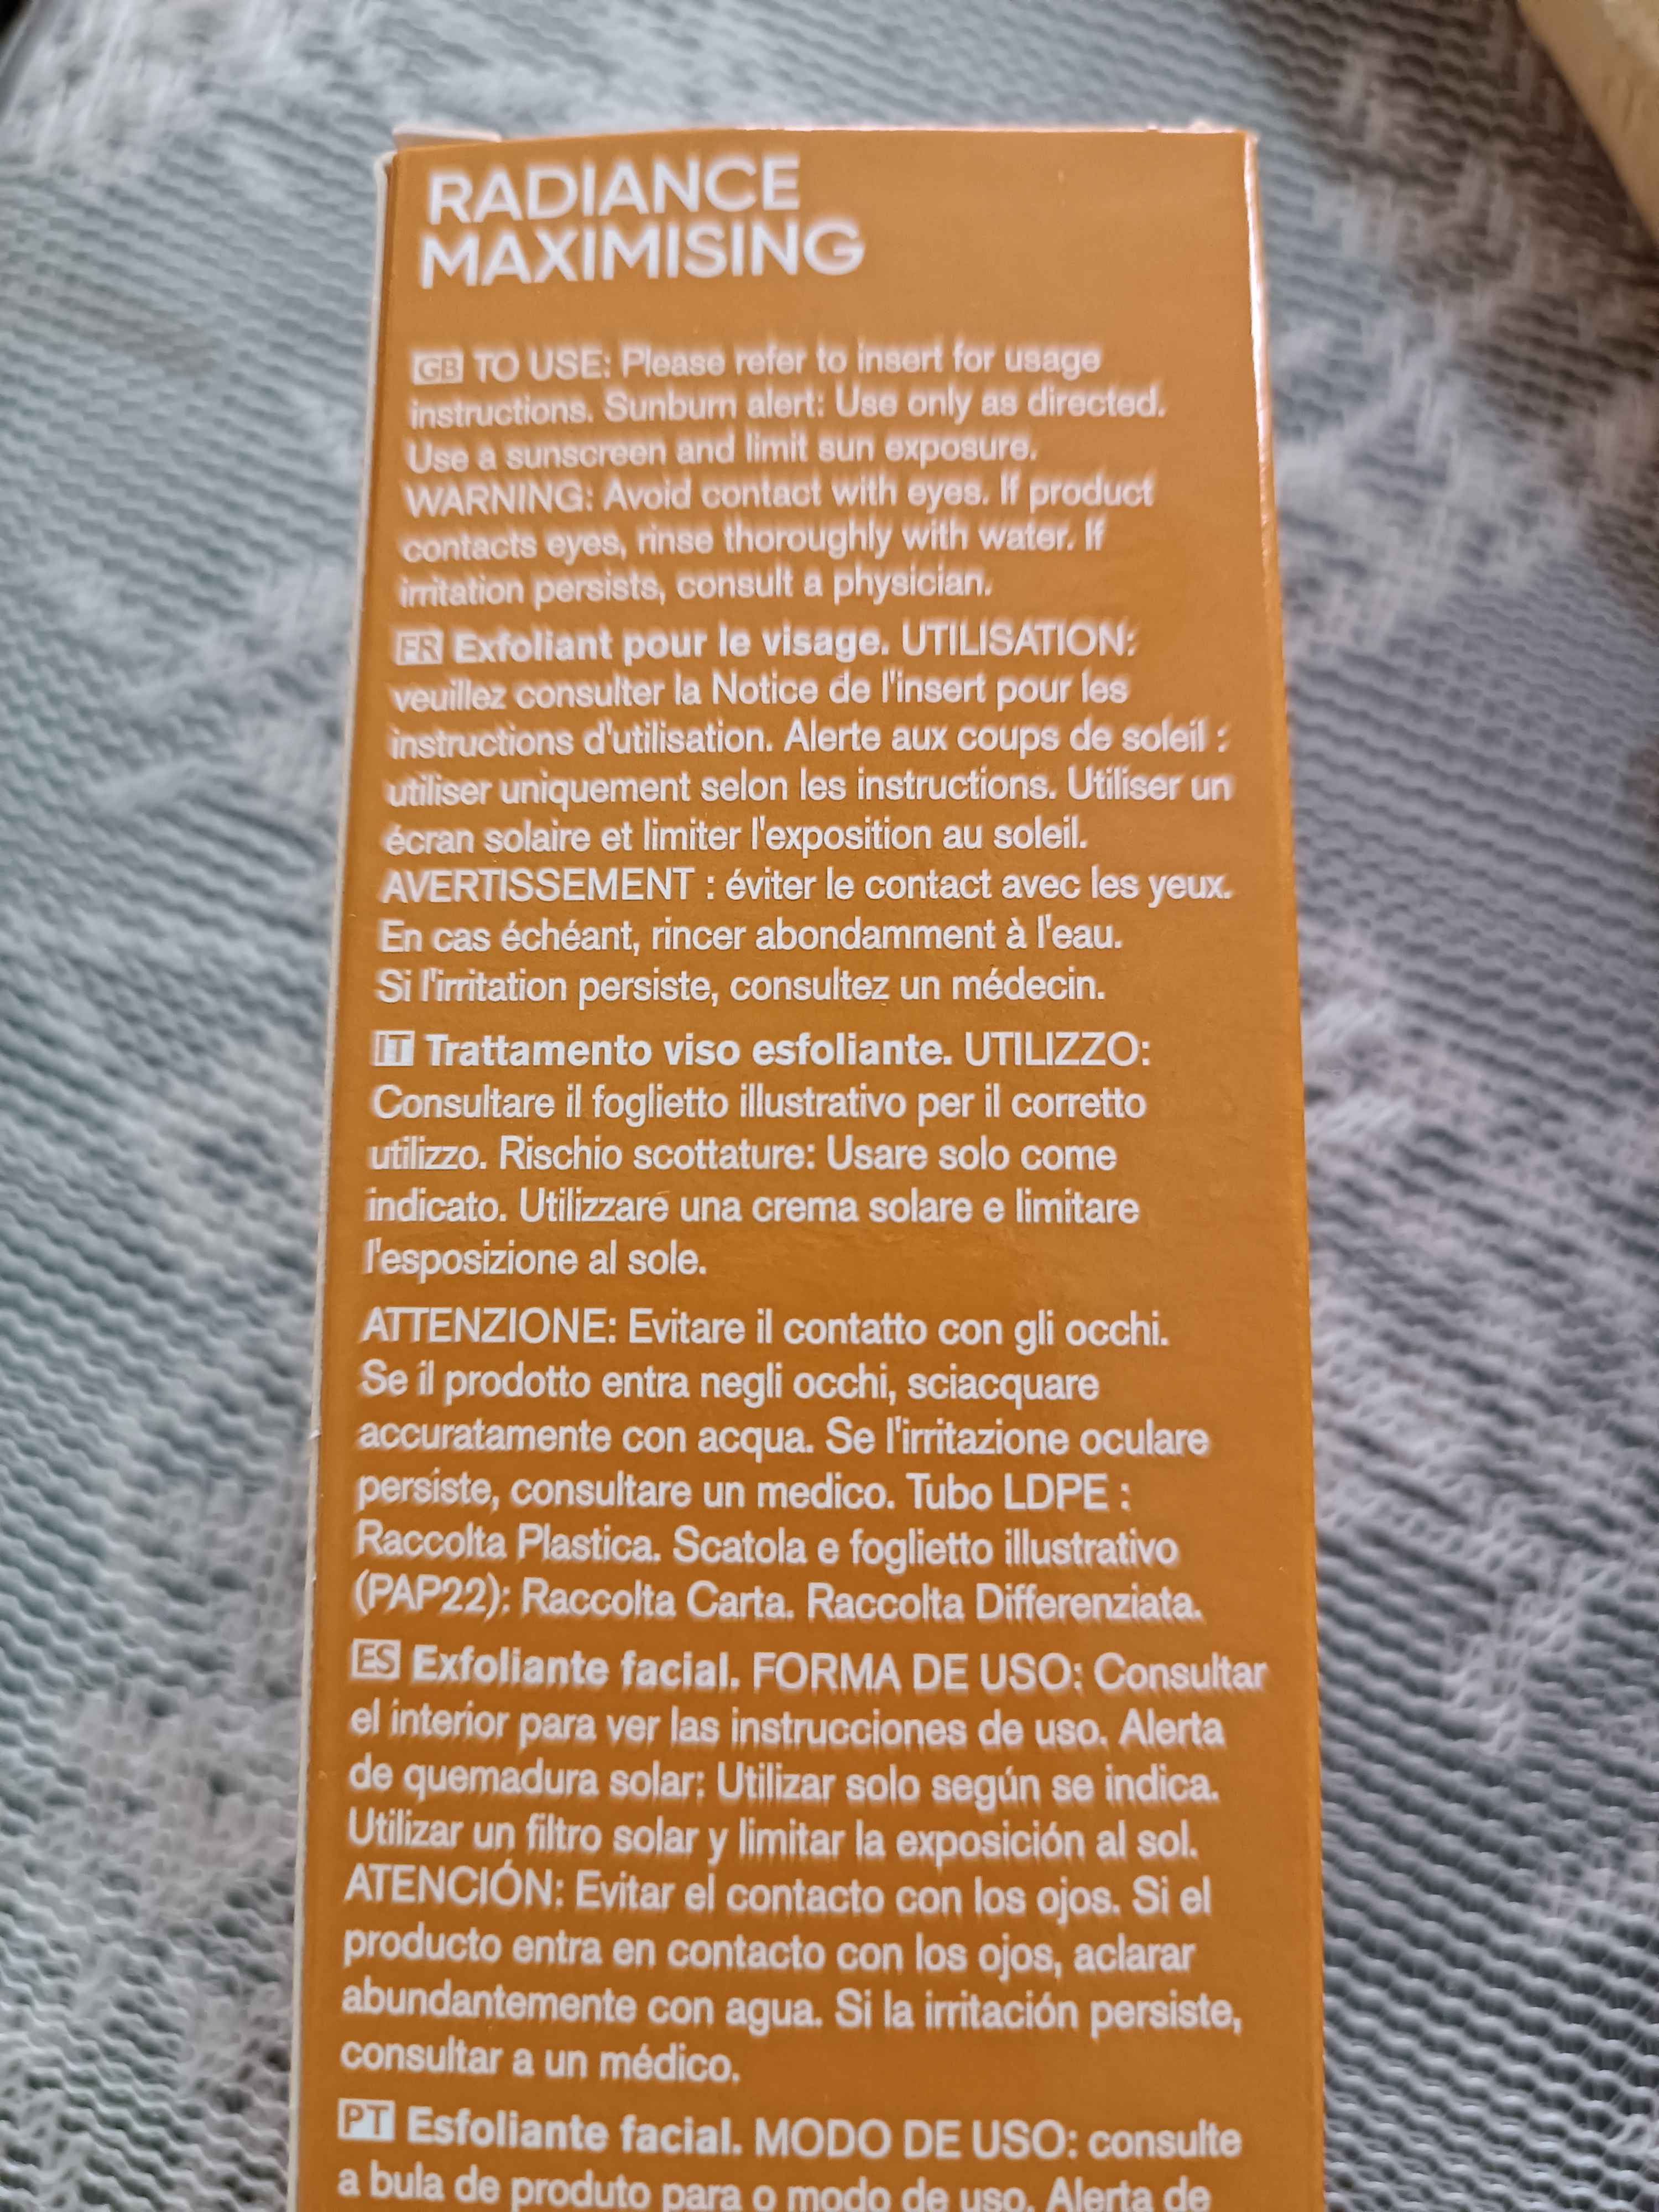 RADIANCE
MAXIMISING
GB TO USE: Please refer to insert for usage
instructions. Sunburn alert: Use only as directed.
Use a sunscreen and limit sun exposure.
WARNING: Avoid contact with eyes. If product
contacts eyes, rinse thoroughly with water. If
irritation persists, consult a physician.
FR Exfoliant pour le visage. UTILISATION:
veuillez consulter la Notice de l'insert pour les
instructions d'utilisation. Alerte aux coups de soleil :
utiliser uniquement selon les instructions. Utiliser un
écran solaire et limiter l'exposition au soleil.
AVERTISSEMENT : éviter le contact avec les yeux.
En cas échéant, rincer abondamment à l'eau.
Si l'irritation persiste, consultez un médecin.
IT Trattamento viso esfoliante. UTILIZZO:
Consultare il foglietto illustrativo per il corretto
utilizzo. Rischio scottature: Usare solo come
indicato. Utilizzare una crema solare e limitare
l'esposizione al sole.
ATTENZIONE: Evitare il contatto con gli occhi.
Se il prodotto entra negli occhi, sciacquare
accuratamente con acqua. Se l'irritazione oculare
persiste, consultare un medico. Tubo LDPE :
Raccolta Plastica. Scatola e foglietto illustrativo
(PAP22): Raccolta Carta. Raccolta Differenziata.
ES Exfoliante facial. FORMA DE USO: Consultar
el interior para ver las instrucciones de uso. Alerta
de quemadura solar: Utilizar solo según se indica.
Utilizar un filtro solar y limitar la exposición al sol.
ATENCIÓN: Evitar el contacto con los ojos. Si el
producto entra en contacto con los ojos, aclarar
abundantemente con agua. Si la irritación persiste,
consultar a un médico.
PT Esfoliante facial. MODO DE USO: consulte
a bula de produto para o modo de uso. Alerta de